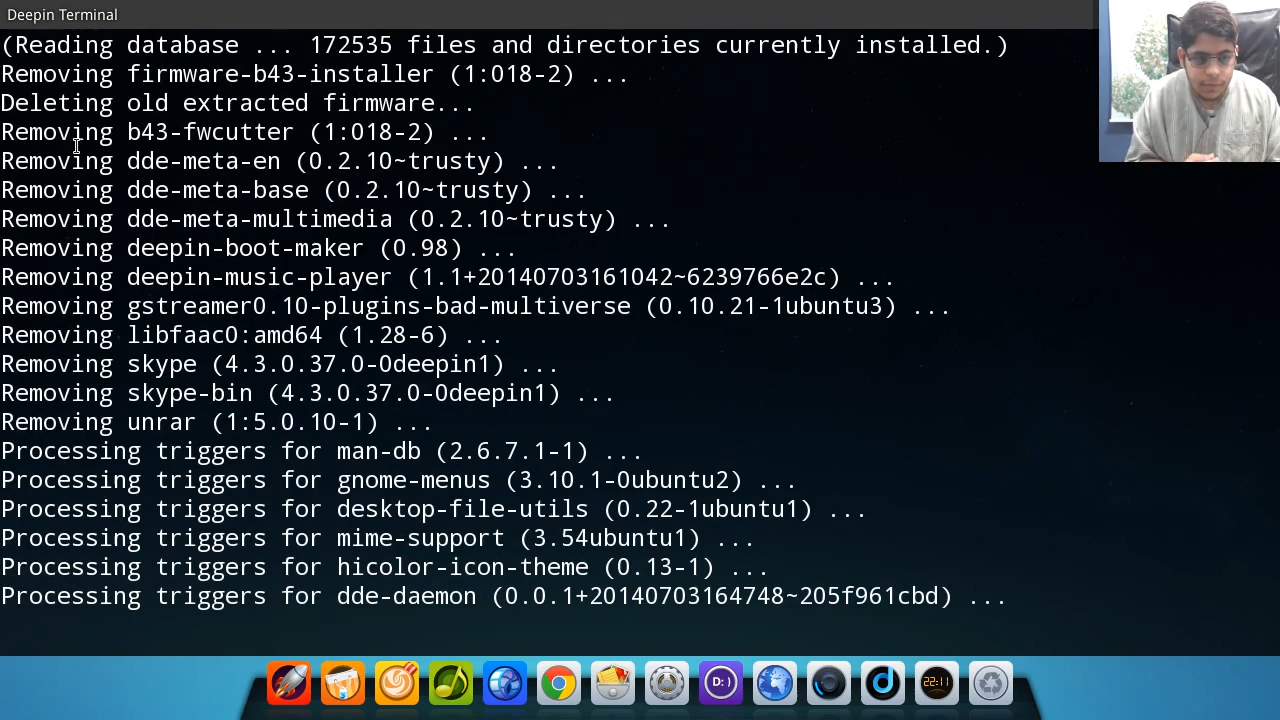 Deepin Terminal
(Reading database ... 172535 files and directories currently installed.)
Removing firmware-b43-installer (1:018-2) ...
Deleting old extracted firmware...
Removing b43-fwcutter (1:018-2) ...
Removing dde-meta-en (0.2.10~trusty) ...
Removing dde-meta-base (0.2.10~trusty) ...
Removing dde-meta-multimedia (0.2.10~trusty) ...
Removing deepin-boot-maker (0.98) ...
Removing deepin-music-player (1.1+20140703161042~6239766e2c) ...
Removing gstreamer0.10-plugins-bad-multiverse (0.10.21-1ubuntu3) ...
Removing libfaac0:amd64 (1.28-6) ...
Removing skype (4.3.0.37.0-0deepin1) ...
Removing skype-bin (4.3.0.37.0-0deepin1) ...
Removing unrar (1:5.0.10-1) ...
Processing triggers for man-db (2.6.7.1-1) ...
Processing triggers for gnome-menus (3.10.1-0ubuntu2) ...
Processing triggers for desktop-file-utils (0.22-1ubuntu1) ...
Processing triggers for mime-support (3.54ubuntu1) ...
Processing triggers for hicolor-icon-theme (0.13-1) ...
Processing triggers for dde-daemon (0.0.1+20140703164748~205f961cbd) ...
D:)
22:11